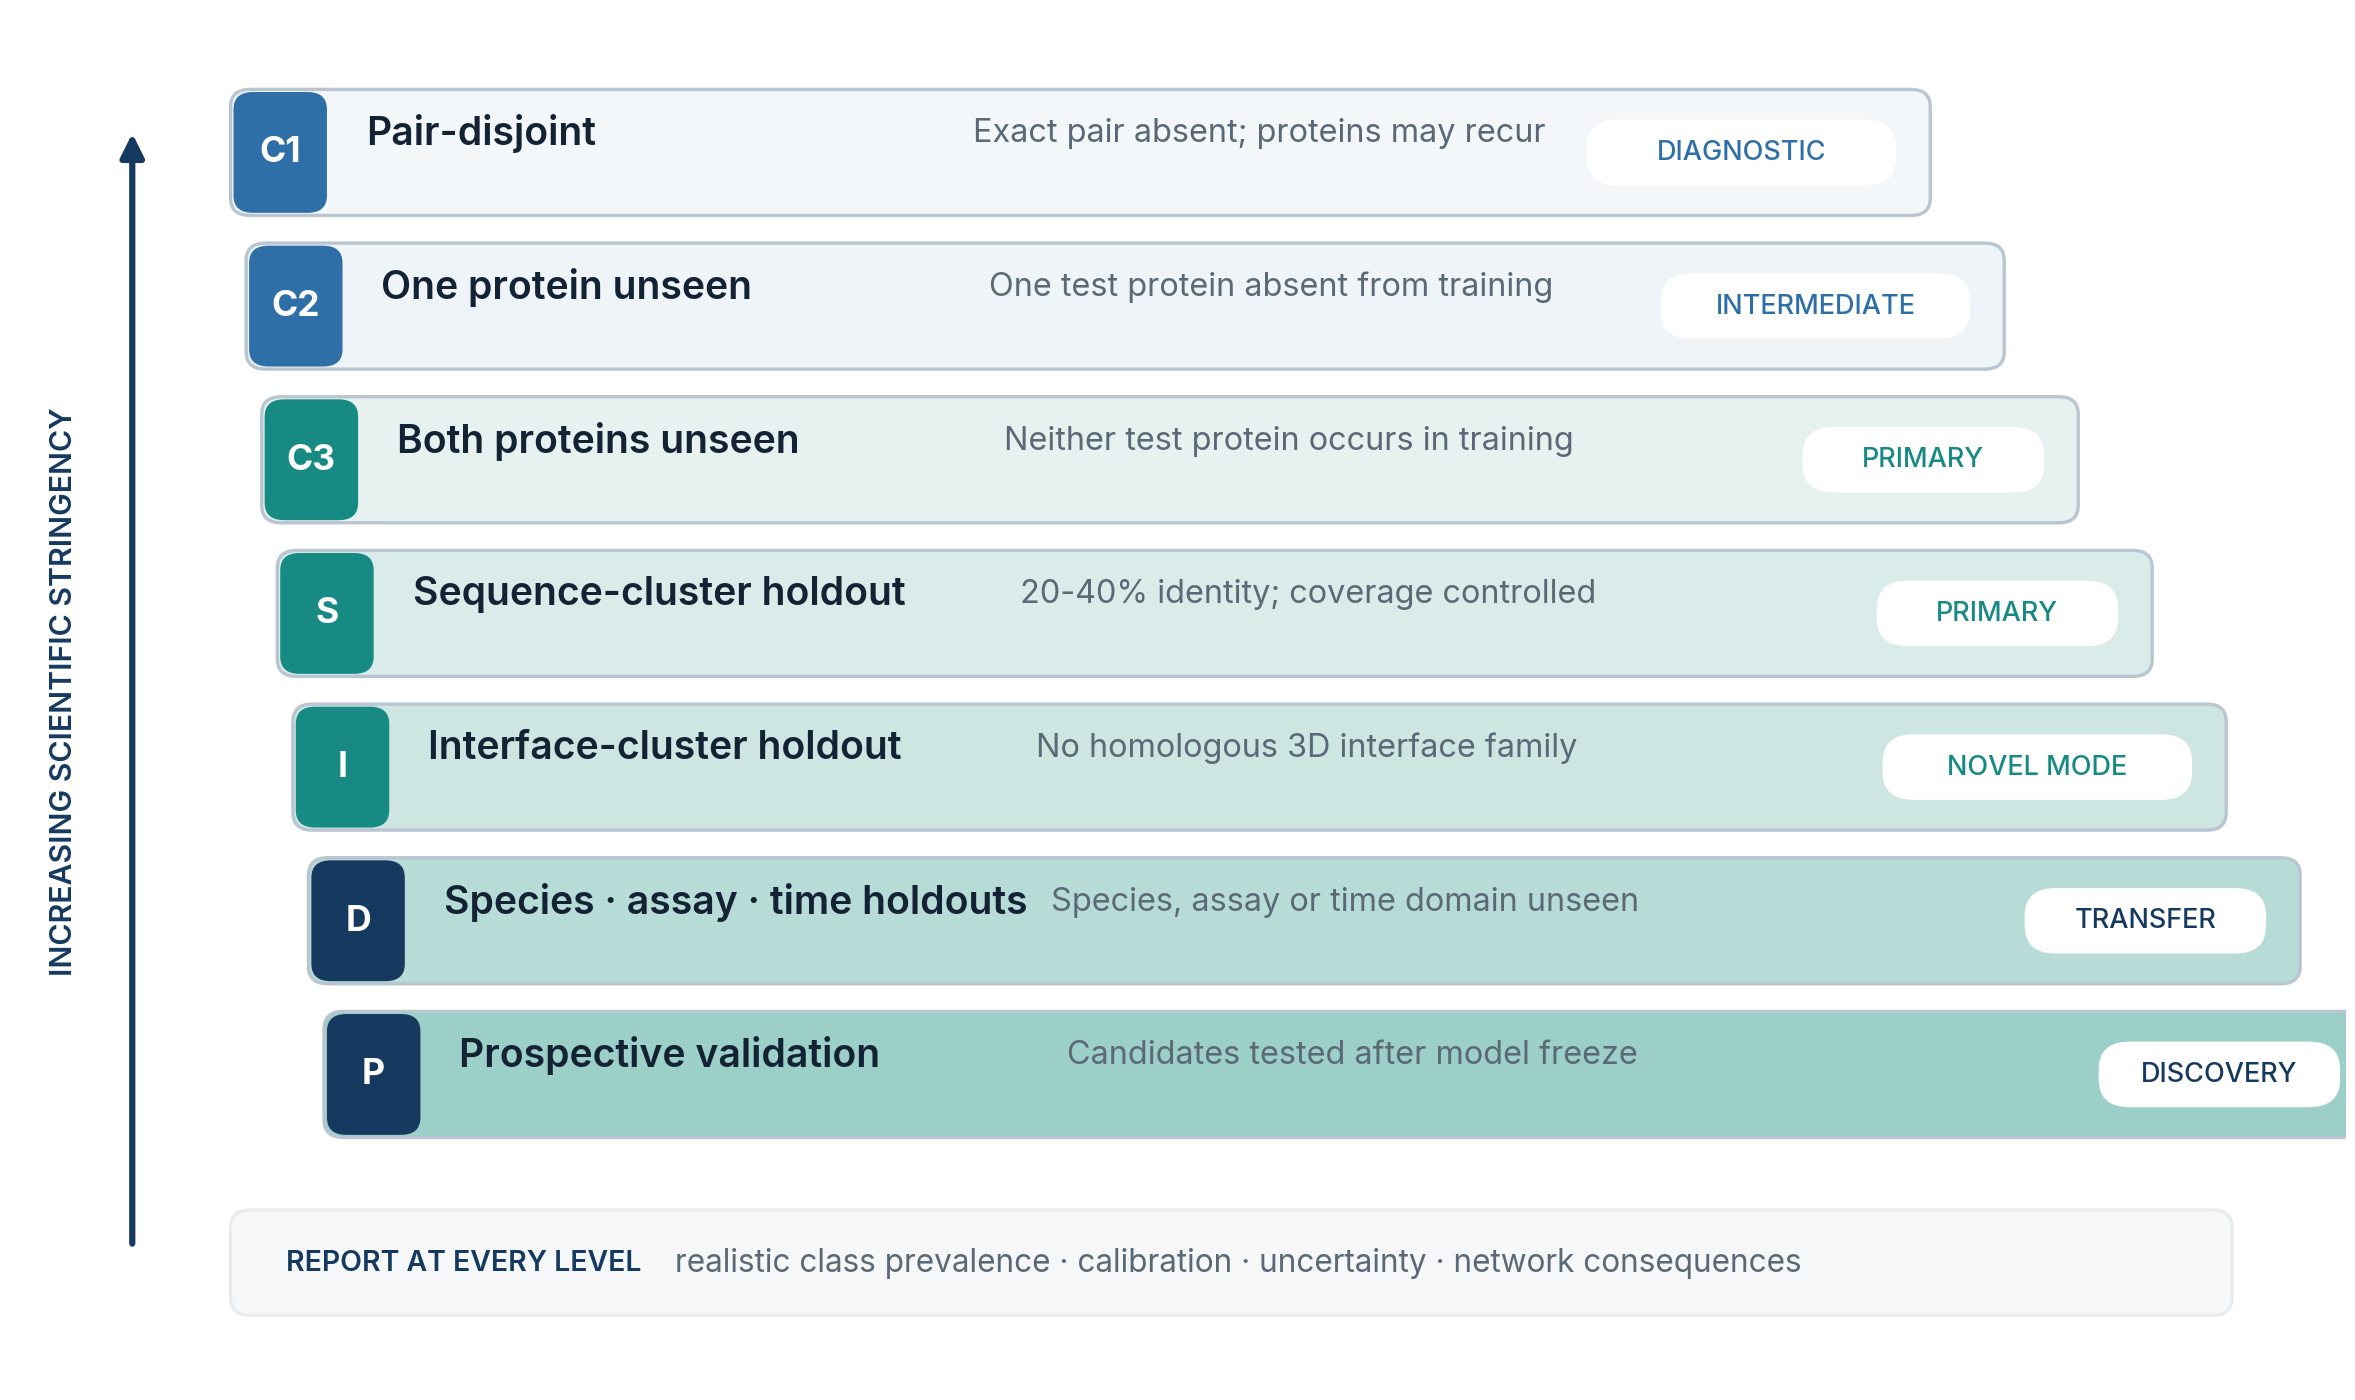 INCREASING SCIENTIFIC STRINGENCY
C1 Pair-disjoint Exact pair absent; proteins may recur DIAGNOSTIC
C2 One protein unseen One test protein absent from training INTERMEDIATE
C3 Both proteins unseen Neither test protein occurs in training PRIMARY
S Sequence-cluster holdout 20-40% identity; coverage controlled PRIMARY
I Interface-cluster holdout No homologous 3D interface family NOVEL MODE
D Species · assay · time holdouts Species, assay or time domain unseen TRANSFER
P Prospective validation Candidates tested after model freeze DISCOVERY
REPORT AT EVERY LEVEL realistic class prevalence · calibration · uncertainty · network consequences